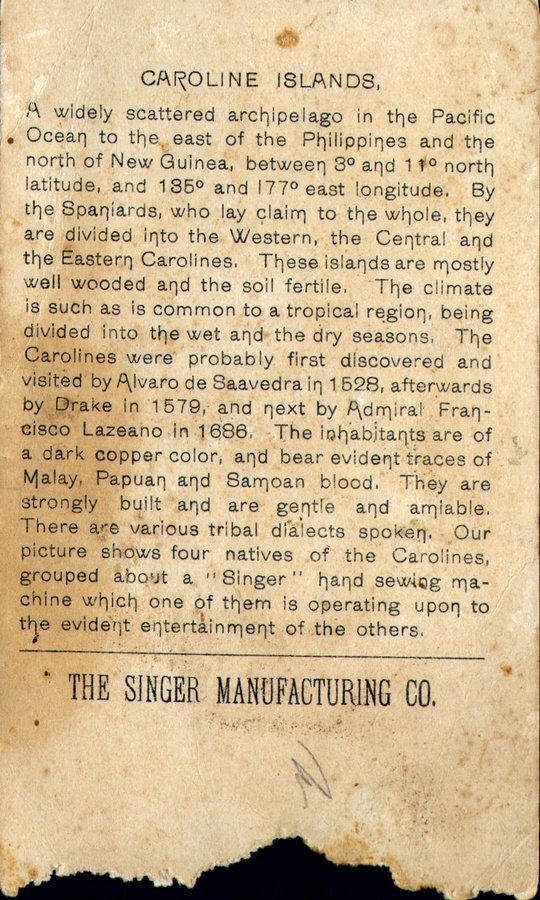 CAROLINE ISLANDS.
A widely scattered archipelago in the Pacific
Ocean to the east of the Philippines and the
north of New Guinea, between 3° and 11° north
latitude, and 135° and 177° east longitude. By
the Spaniards, who lay claim to the whole, they
are divided into the Western, the Central and
the Eastern Carolines. These islands are mostly
well wooded and the soil fertile. The climate
is such as is common to a tropical region, being
divided into the wet and the dry seasons. The
Carolines were probably first discovered and
visited by Alvaro de Saavedra in 1528, afterwards
by Drake in 1579, and next by Admiral Fran-
cisco Lazeano in 1686. The inhabitants are of
a dark copper color, and bear evident traces of
Malay, Papuan and Samoan blood. They are
strongly built and are gentle and amiable.
There are various tribal dialects spoken. Our
picture shows four natives of the Carolines,
grouped about a "Singer" hand sewing ma-
chine which one of them is operating upon to
the evident entertainment of the others.
THE SINGER MANUFACTURING CO.